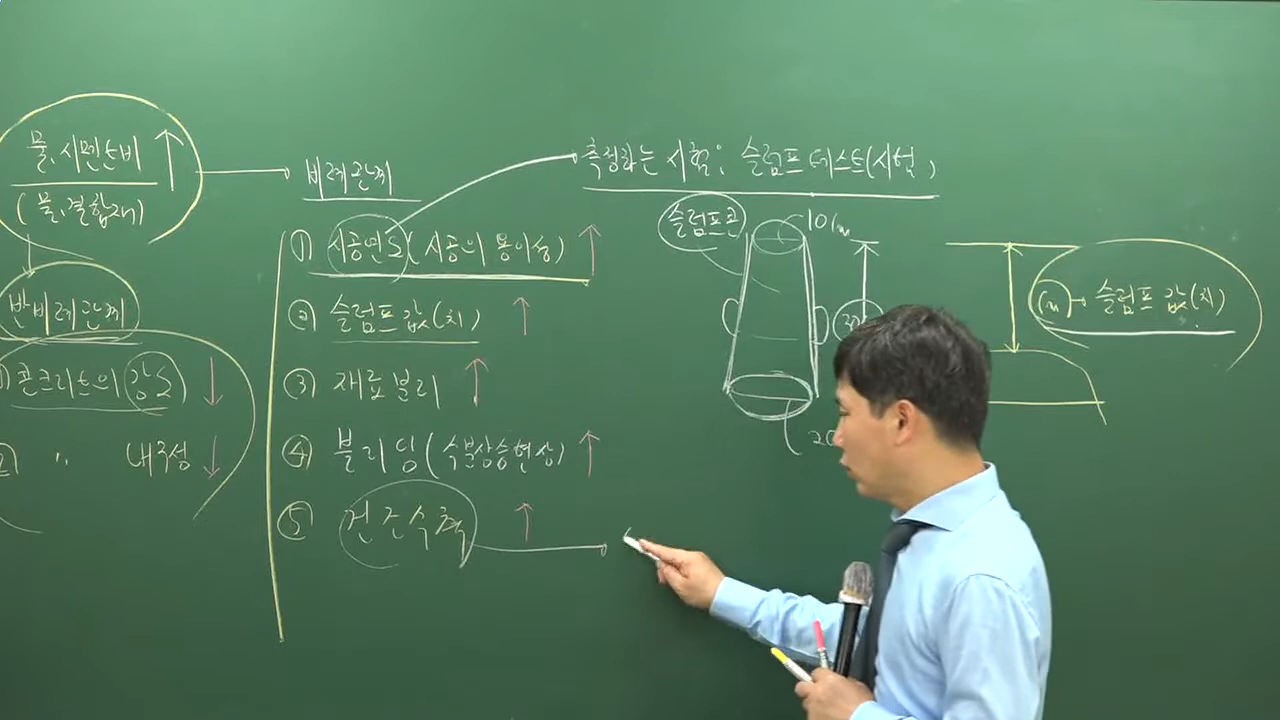 물.시멘트비 ↑
(물.결합재)
반비례관계
콘크리트의 강도) ↓
〃 내구성 ↓
비례관계
① 시공연도(시공의 용이성) ↑
② 슬럼프 값(치) ↑
③ 재료 분리 ↑
④ 블리딩(수분상승현상) ↑
⑤ 건조수축 ↑
측정하는 시험: 슬럼프 테스트(시험)
슬럼프콘
10cm
30
20
cm → 슬럼프 값(치)